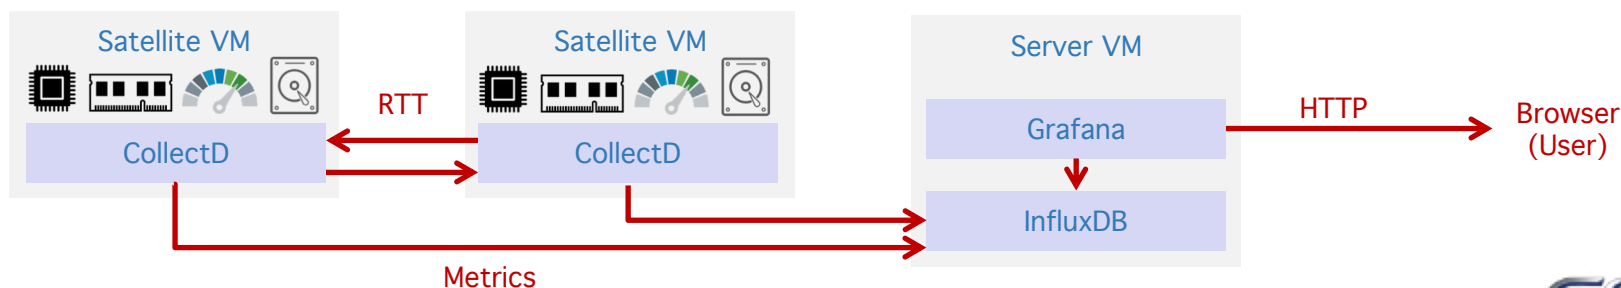 Satellite VM
Satellite VM
Server VM
RTT
HTTP
Browser
(User)
CollectD
CollectD
Grafana
InfluxDB
Metrics